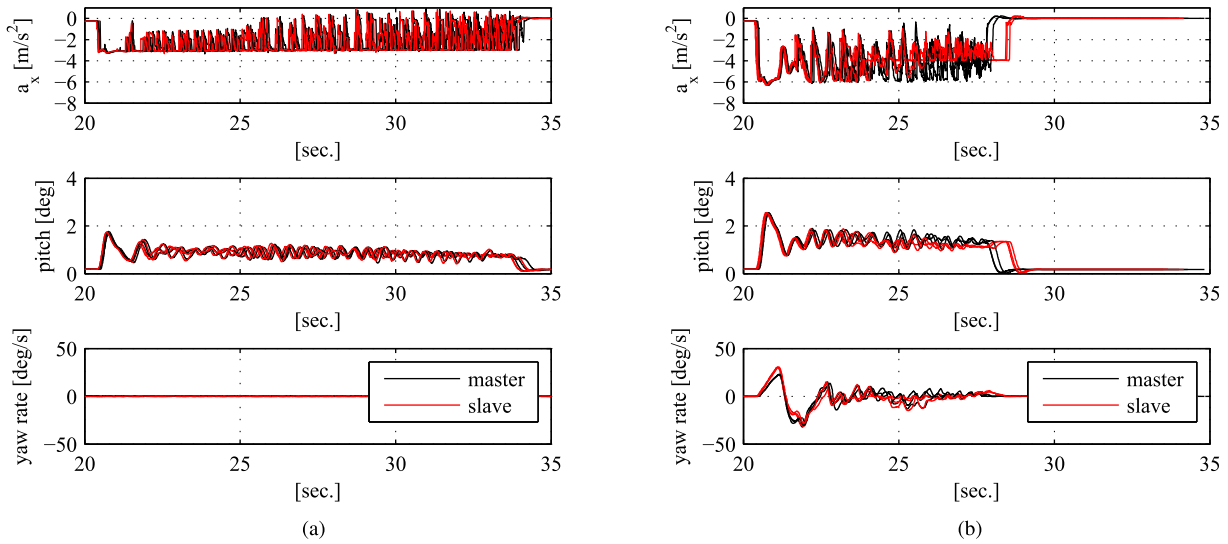 a_x [m/s²]
0
−2
−4
−6
−8
20 25 30 35
[sec.]
pitch [deg]
4
2
0
20 25 30 35
[sec.]
yaw rate [deg/s]
50
0
−50
master
slave
20 25 30 35
[sec.]
(a)
a_x [m/s²]
0
−2
−4
−6
−8
20 25 30 35
[sec.]
pitch [deg]
4
2
0
20 25 30 35
[sec.]
yaw rate [deg/s]
50
0
−50
master
slave
20 25 30 35
[sec.]
(b)